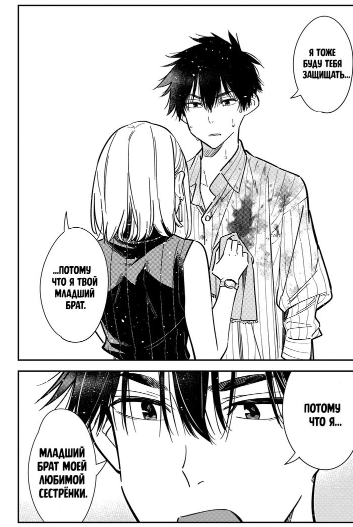 Я ТОЖЕ
БУДУ ТЕБЯ
ЗАЩИЩАТЬ...
...ПОТОМУ
ЧТО Я ТВОЙ
МЛАДШИЙ
БРАТ.
ПОТОМУ
ЧТО Я...
МЛАДШИЙ
БРАТ МОЕЙ
ЛЮБИМОЙ
СЕСТРЁНКИ.